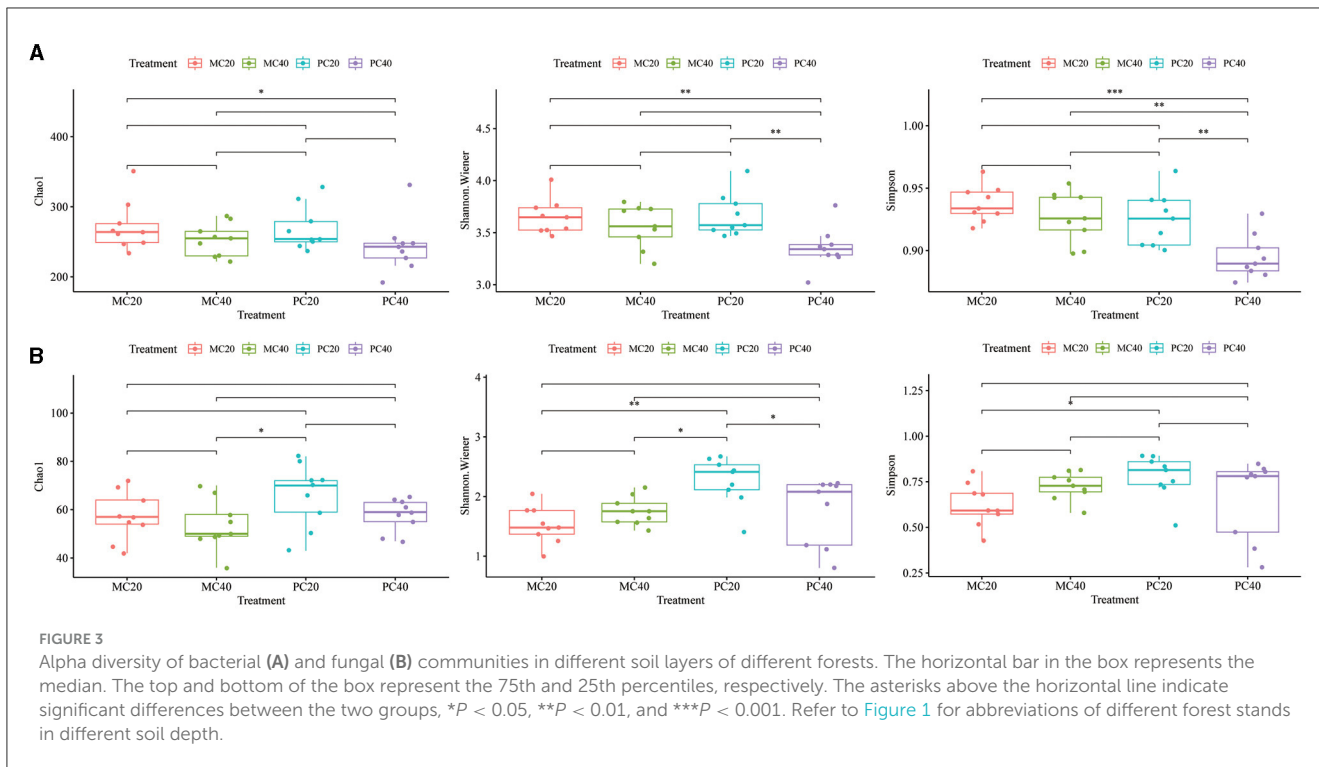 A
Treatment MC20 MC40 PC20 PC40
Treatment MC20 MC40 PC20 PC40
Treatment MC20 MC40 PC20 PC40
*
400
300
200
Chao1
MC20 MC40 PC20 PC40
Treatment
**
**
4.5
4.0
3.5
3.0
Shannon.Wiener
MC20 MC40 PC20 PC40
Treatment
***
**
**
1.00
0.95
0.90
Simpson
MC20 MC40 PC20 PC40
Treatment
B
Treatment MC20 MC40 PC20 PC40
Treatment MC20 MC40 PC20 PC40
Treatment MC20 MC40 PC20 PC40
*
100
80
60
40
Chao1
MC20 MC40 PC20 PC40
Treatment
**
*
*
4
3
2
1
Shannon.Wiener
MC20 MC40 PC20 PC40
Treatment
*
1.25
1.00
0.75
0.50
0.25
Simpson
MC20 MC40 PC20 PC40
Treatment
FIGURE 3
Alpha diversity of bacterial (A) and fungal (B) communities in different soil layers of different forests. The horizontal bar in the box represents the
median. The top and bottom of the box represent the 75th and 25th percentiles, respectively. The asterisks above the horizontal line indicate
significant differences between the two groups, *P < 0.05, **P < 0.01, and ***P < 0.001. Refer to Figure 1 for abbreviations of different forest stands
in different soil depth.